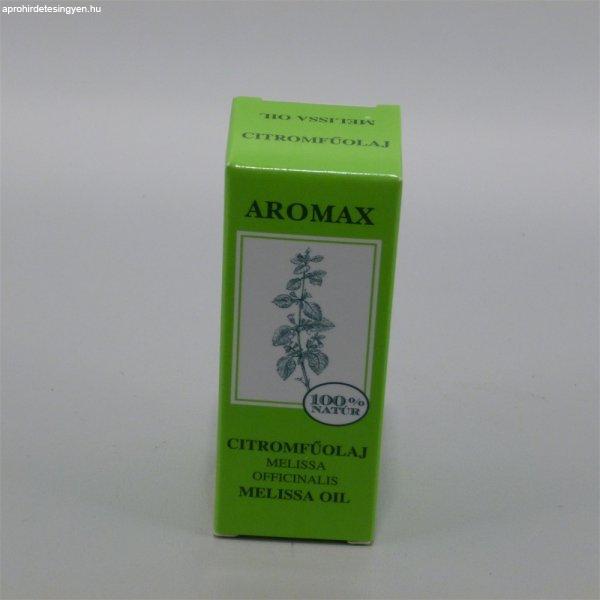 aprohirdetesingyen.hu
MELISSA OIL
CITROMFŰOLAJ
AROMAX
100%
NATÚR
CITROMFŰOLAJ
MELISSA
OFFICINALIS
MELISSA OIL